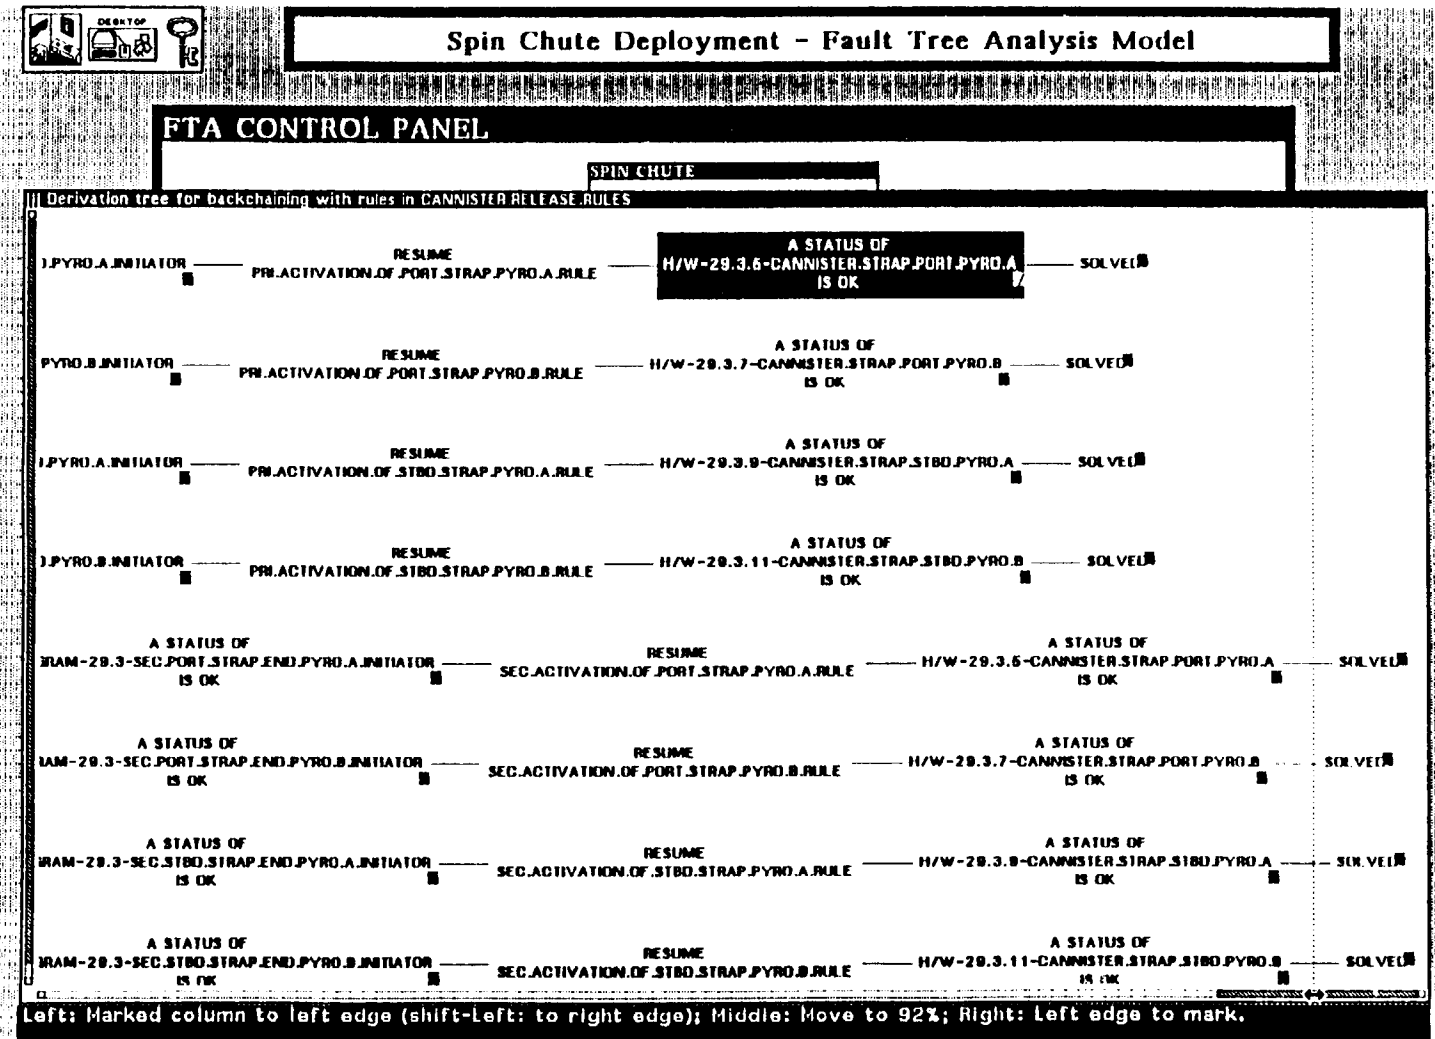 DESKTOP
Spin Chute Deployment - Fault Tree Analysis Model
FTA CONTROL PANEL
SPIN CHUTE
Derivation tree for backchaining with rules in CANNISTER.RELEASE.RULES
).PYRO.A.INITIATOR
RESUME
PRI.ACTIVATION.OF.PORT.STRAP.PYRO.A.RULE
A STATUS OF
H/W-29.3.5-CANNISTER.STRAP.PORT.PYRO.A
IS OK
SOLVED
PYRO.B.INITIATOR
RESUME
PRI.ACTIVATION.OF.PORT.STRAP.PYRO.B.RULE
A STATUS OF
H/W-29.3.7-CANNISTER.STRAP.PORT.PYRO.B
IS OK
SOLVED
).PYRO.A.INITIATOR
RESUME
PRI.ACTIVATION.OF.STBD.STRAP.PYRO.A.RULE
A STATUS OF
H/W-29.3.9-CANNISTER.STRAP.STBD.PYRO.A
IS OK
SOLVED
).PYRO.B.INITIATOR
RESUME
PRI.ACTIVATION.OF.STBD.STRAP.PYRO.B.RULE
A STATUS OF
H/W-29.3.11-CANNISTER.STRAP.STBD.PYRO.B
IS OK
SOLVED
A STATUS OF
RAM-29.3-SEC.PORT.STRAP.END.PYRO.A.INITIATOR
IS OK
RESUME
SEC.ACTIVATION.OF.PORT.STRAP.PYRO.A.RULE
A STATUS OF
H/W-29.3.5-CANNISTER.STRAP.PORT.PYRO.A
IS OK
SOLVED
A STATUS OF
AM-29.3-SEC.PORT.STRAP.END.PYRO.B.INITIATOR
IS OK
RESUME
SEC.ACTIVATION.OF.PORT.STRAP.PYRO.B.RULE
A STATUS OF
H/W-29.3.7-CANNISTER.STRAP.PORT.PYRO.B
IS OK
SOLVED
A STATUS OF
RAM-29.3-SEC.STBD.STRAP.END.PYRO.A.INITIATOR
IS OK
RESUME
SEC.ACTIVATION.OF.STBD.STRAP.PYRO.A.RULE
A STATUS OF
H/W-29.3.9-CANNISTER.STRAP.STBD.PYRO.A
IS OK
SOLVED
A STATUS OF
RAM-29.3-SEC.STBD.STRAP.END.PYRO.B.INITIATOR
IS OK
RESUME
SEC.ACTIVATION.OF.STBD.STRAP.PYRO.B.RULE
A STATUS OF
H/W-29.3.11-CANNISTER.STRAP.STBD.PYRO.B
IS OK
SOLVED
Left: Marked column to left edge (shift-Left: to right edge); Middle: Move to 92%; Right: Left edge to mark.